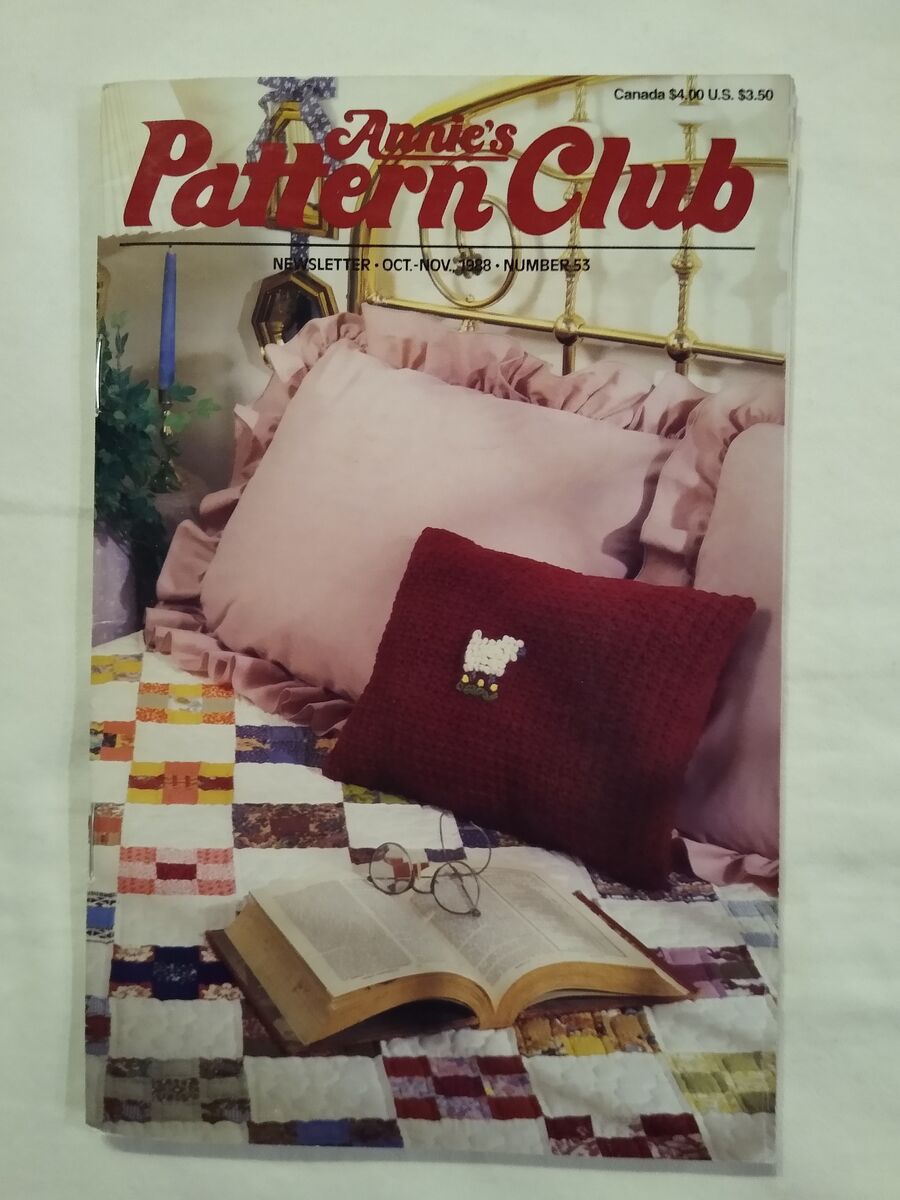 Canada $4.00 U.S. $3.50
Annie's
Pattern Club
NEWSLETTER • OCT.-NOV., 1988 • NUMBER 53